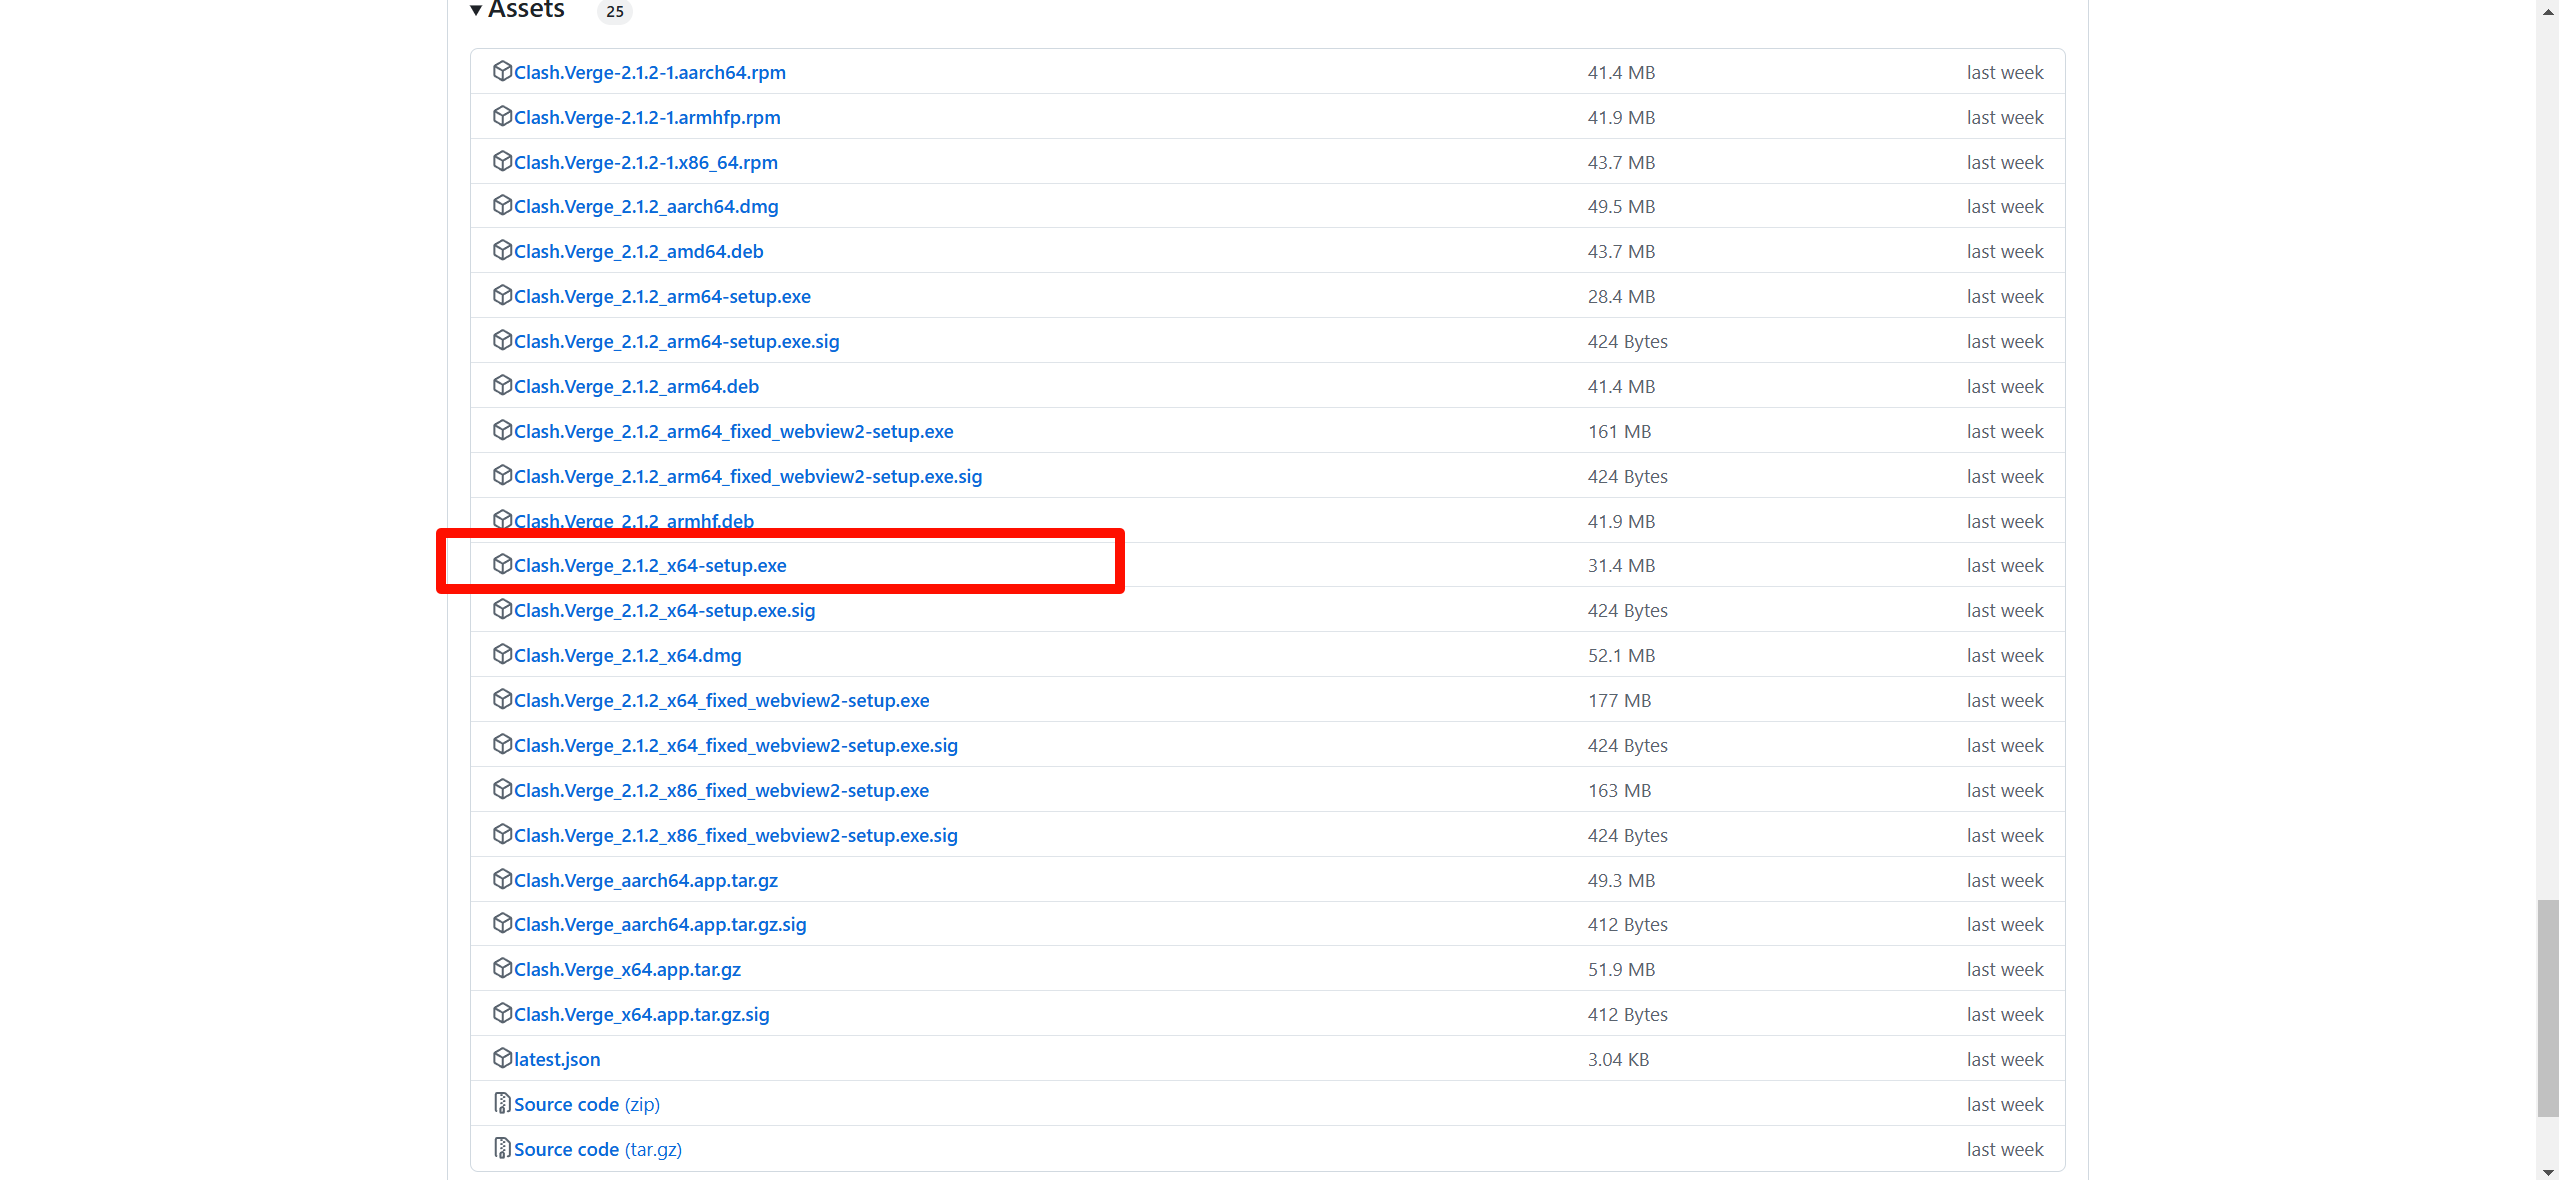 Assets 25
Clash.Verge-2.1.2-1.aarch64.rpm 41.4 MB last week
Clash.Verge-2.1.2-1.armhfp.rpm 41.9 MB last week
Clash.Verge-2.1.2-1.x86_64.rpm 43.7 MB last week
Clash.Verge_2.1.2_aarch64.dmg 49.5 MB last week
Clash.Verge_2.1.2_amd64.deb 43.7 MB last week
Clash.Verge_2.1.2_arm64-setup.exe 28.4 MB last week
Clash.Verge_2.1.2_arm64-setup.exe.sig 424 Bytes last week
Clash.Verge_2.1.2_arm64.deb 41.4 MB last week
Clash.Verge_2.1.2_arm64_fixed_webview2-setup.exe 161 MB last week
Clash.Verge_2.1.2_arm64_fixed_webview2-setup.exe.sig 424 Bytes last week
Clash.Verge_2.1.2_armhf.deb 41.9 MB last week
Clash.Verge_2.1.2_x64-setup.exe 31.4 MB last week
Clash.Verge_2.1.2_x64-setup.exe.sig 424 Bytes last week
Clash.Verge_2.1.2_x64.dmg 52.1 MB last week
Clash.Verge_2.1.2_x64_fixed_webview2-setup.exe 177 MB last week
Clash.Verge_2.1.2_x64_fixed_webview2-setup.exe.sig 424 Bytes last week
Clash.Verge_2.1.2_x86_fixed_webview2-setup.exe 163 MB last week
Clash.Verge_2.1.2_x86_fixed_webview2-setup.exe.sig 424 Bytes last week
Clash.Verge_aarch64.app.tar.gz 49.3 MB last week
Clash.Verge_aarch64.app.tar.gz.sig 412 Bytes last week
Clash.Verge_x64.app.tar.gz 51.9 MB last week
Clash.Verge_x64.app.tar.gz.sig 412 Bytes last week
latest.json 3.04 KB last week
Source code (zip) last week
Source code (tar.gz) last week